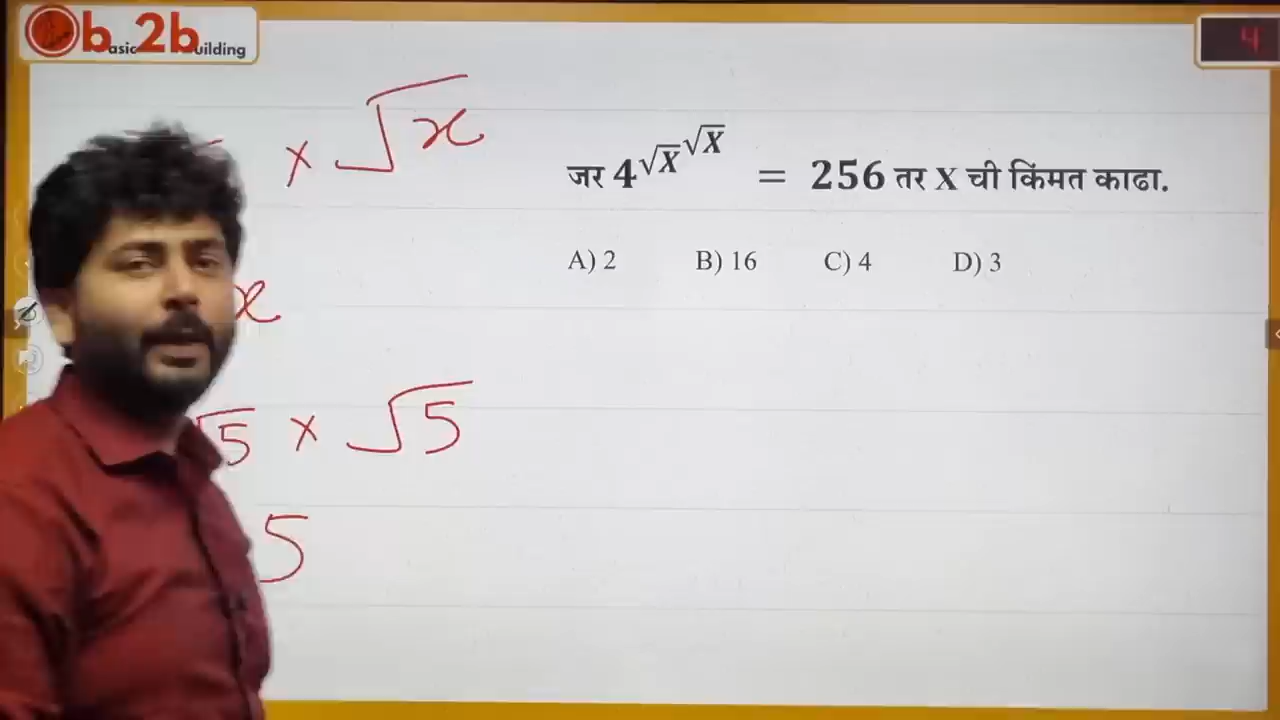 b asic 2b uilding
4
× √x
जर 4^√X^√X = 256 तर X ची किंमत काढा.
A) 2 B) 16 C) 4 D) 3
x
√5 × √5
5